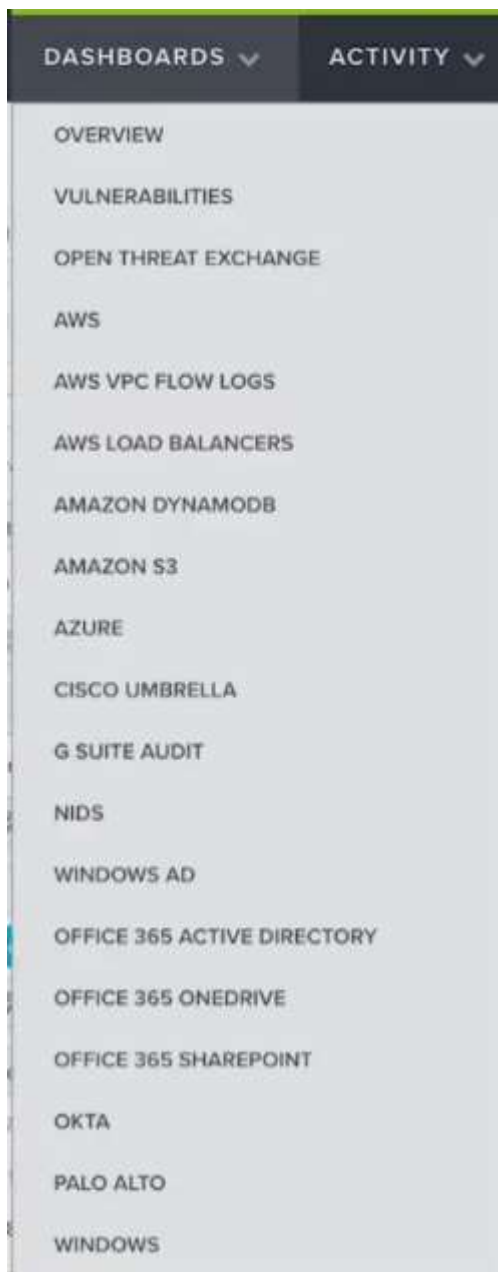 DASHBOARDS ACTIVITY
OVERVIEW
VULNERABILITIES
OPEN THREAT EXCHANGE
AWS
AWS VPC FLOW LOGS
AWS LOAD BALANCERS
AMAZON DYNAMODB
AMAZON S3
AZURE
CISCO UMBRELLA
G SUITE AUDIT
NIDS
WINDOWS AD
OFFICE 365 ACTIVE DIRECTORY
OFFICE 365 ONEDRIVE
OFFICE 365 SHAREPOINT
OKTA
PALO ALTO
WINDOWS